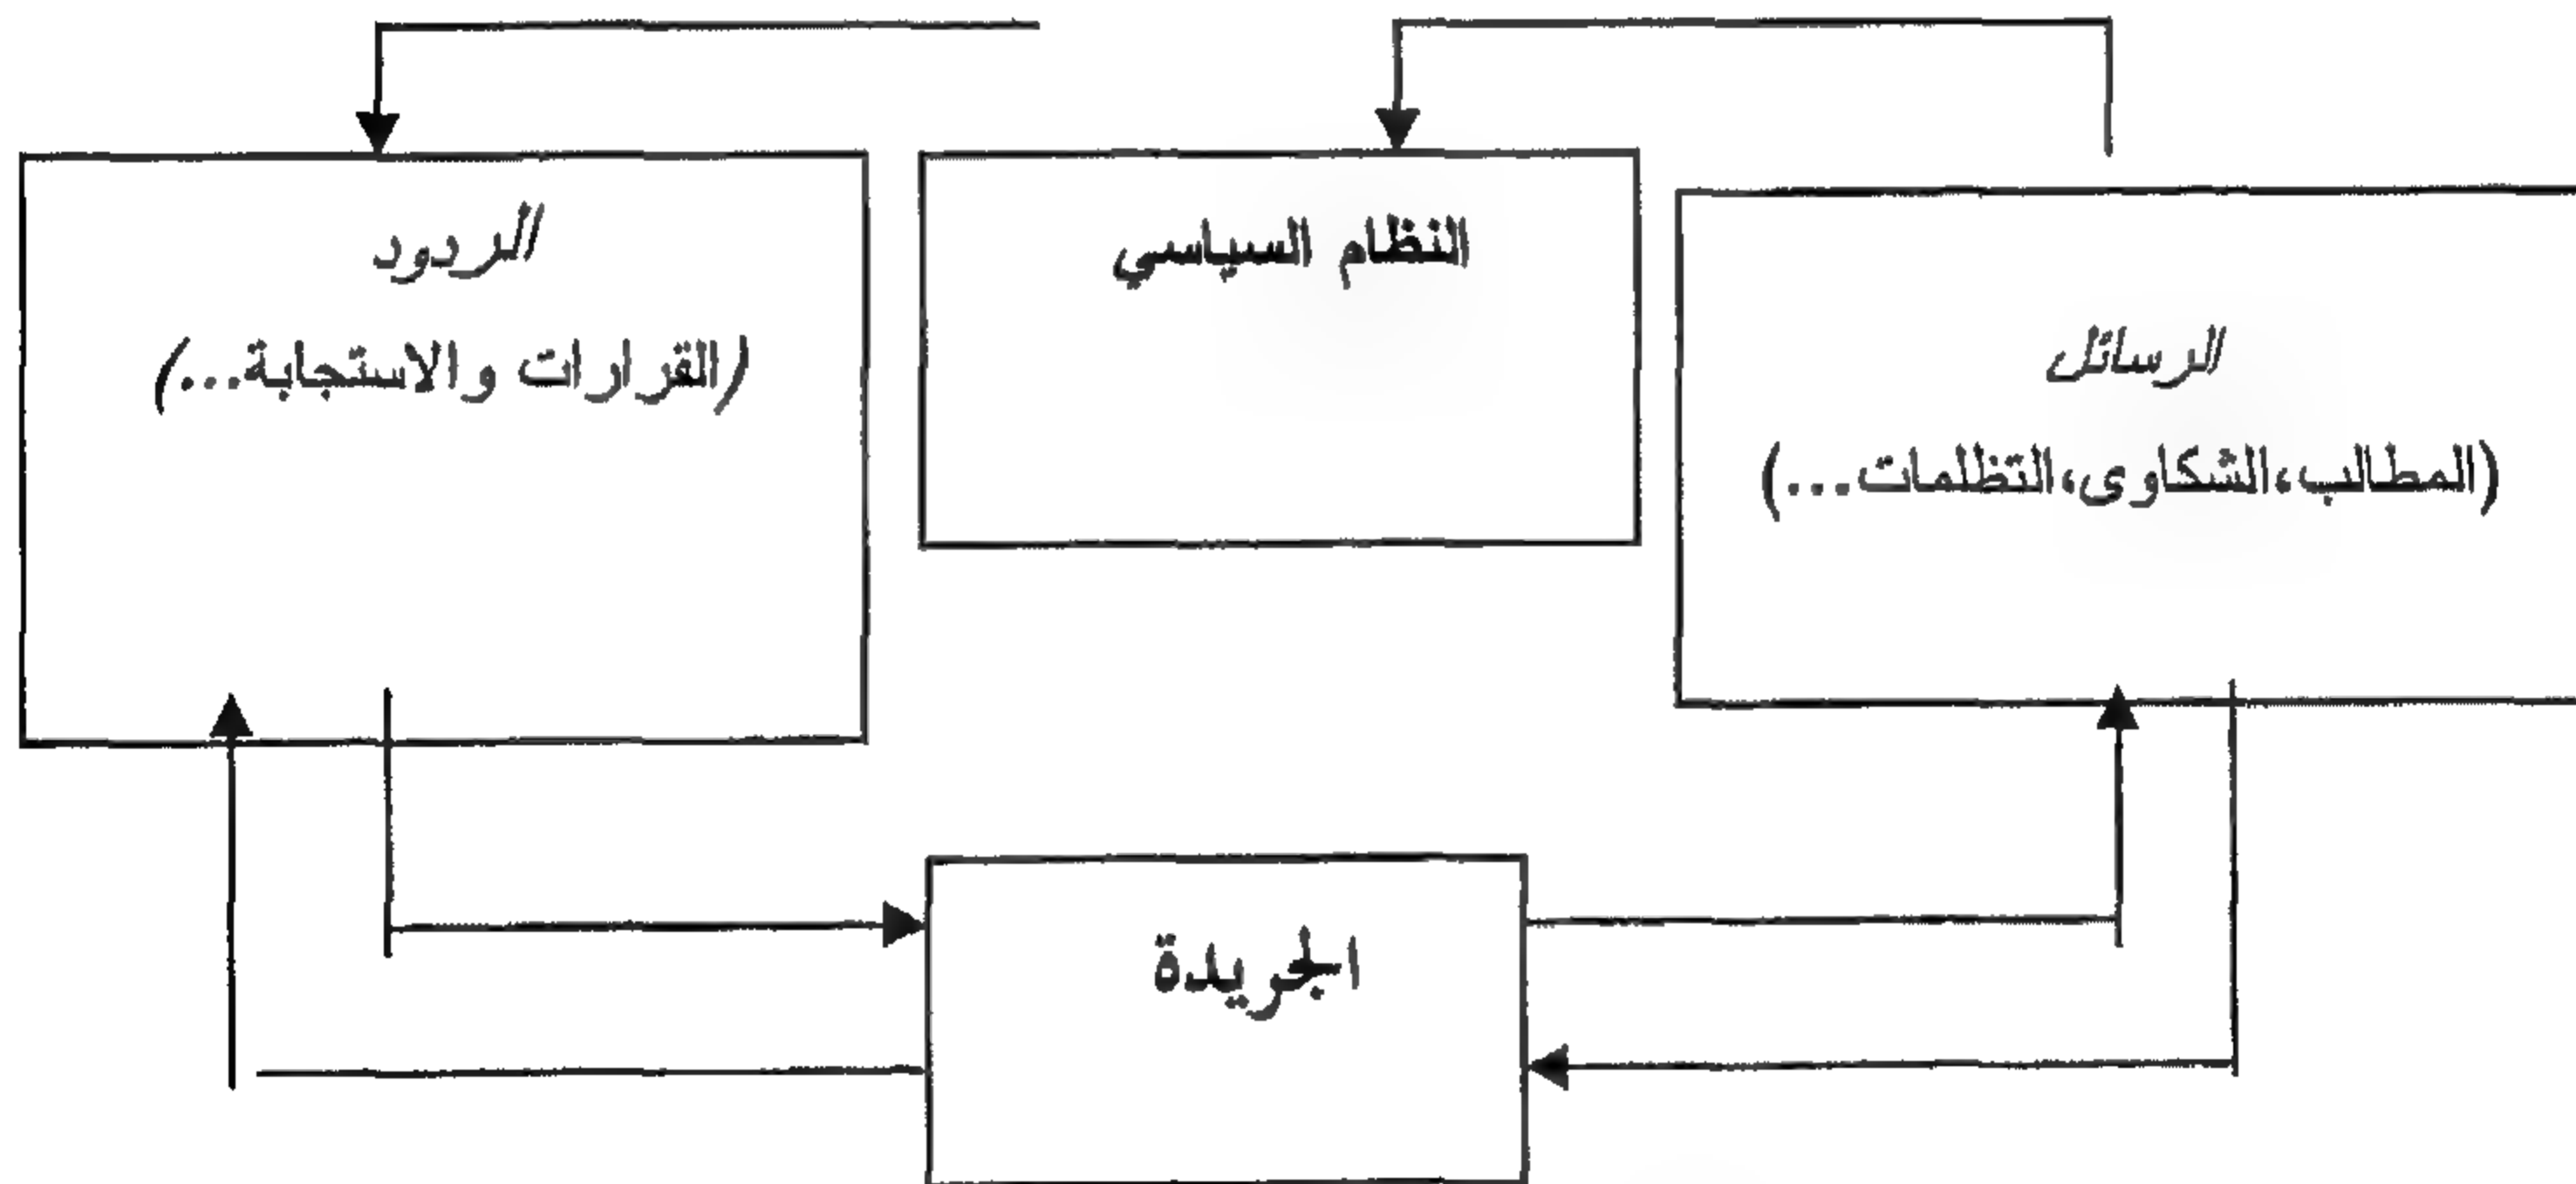 الرسائل
(المطالب،الشكاوى،التظلمات...)
النظام السياسي
الردود
(القرارات والاستجابة...)
الجريدة